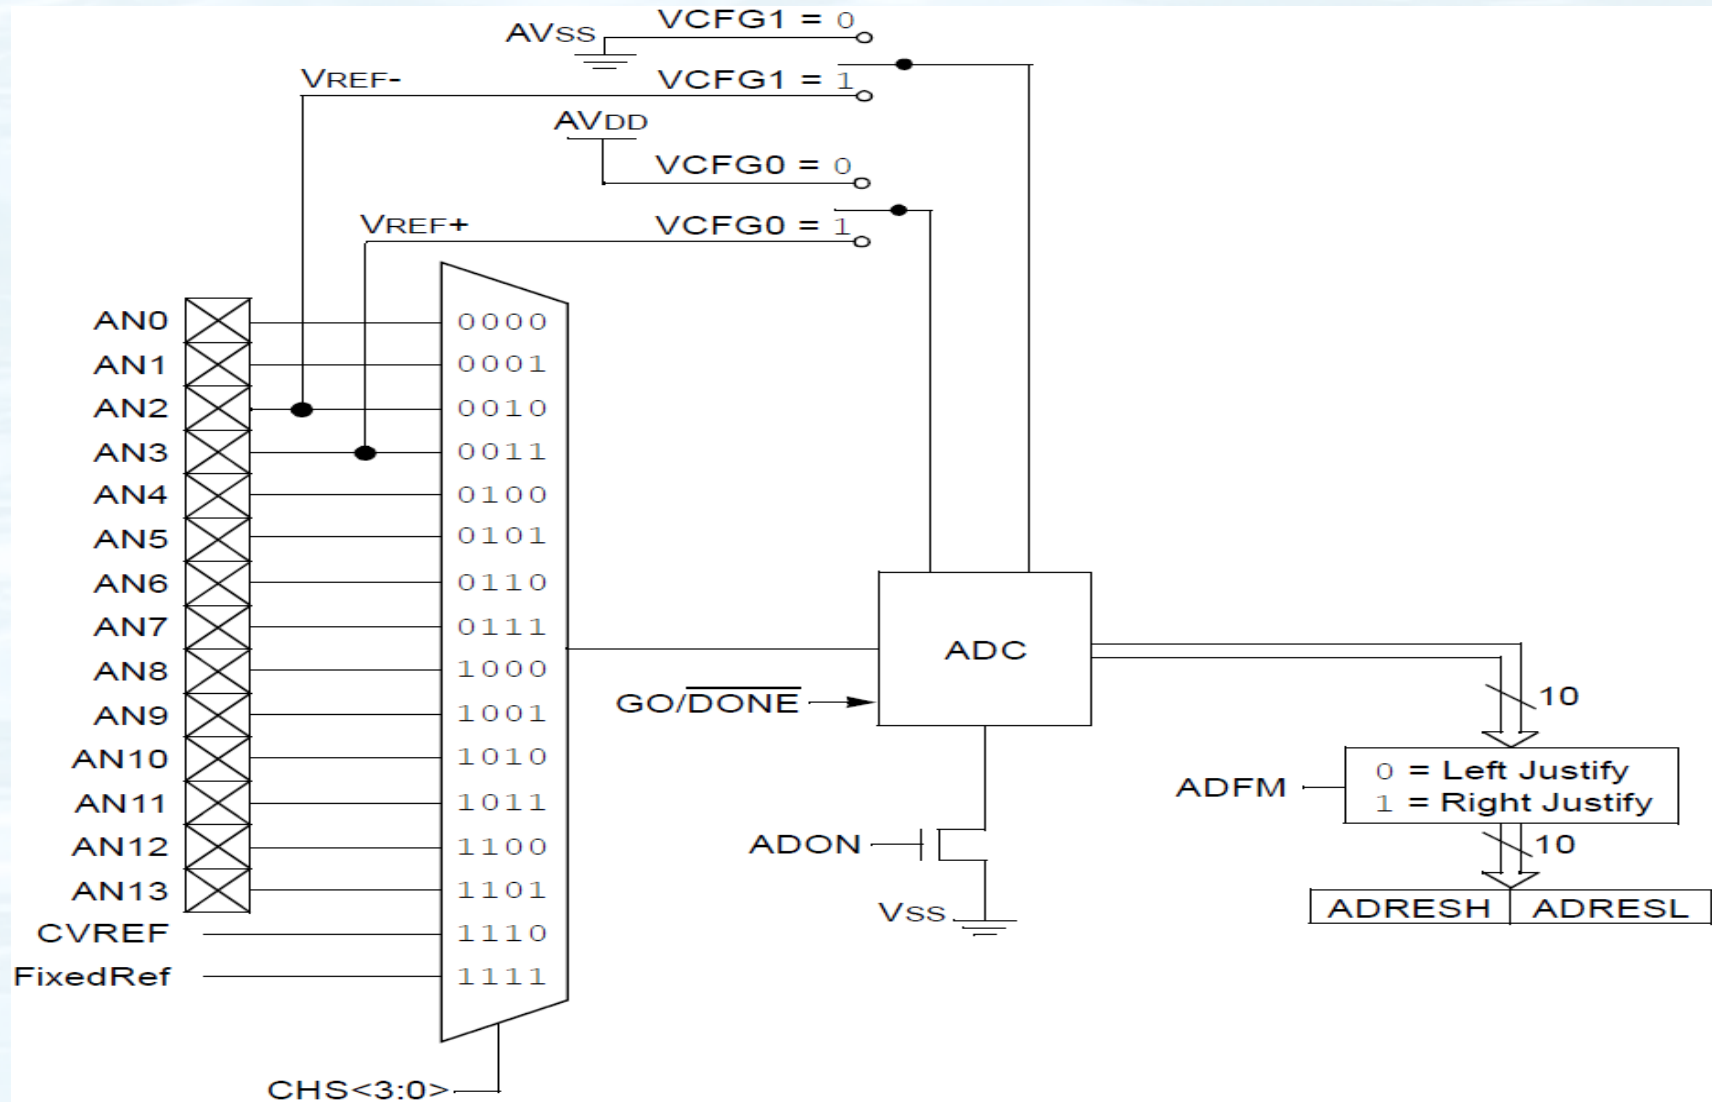 AVSS
VCFG1 = 0
VREF-
VCFG1 = 1
AVDD
VCFG0 = 0
VREF+
VCFG0 = 1
AN0 0000
AN1 0001
AN2 0010
AN3 0011
AN4 0100
AN5 0101
AN6 0110
AN7 0111
AN8 1000
AN9 1001
AN10 1010
AN11 1011
AN12 1100
AN13 1101
CVREF 1110
FixedRef 1111
CHS<3:0>
ADC
GO/DONE
ADON
VSS
10
ADFM
0 = Left Justify
1 = Right Justify
10
ADRESH ADRESL